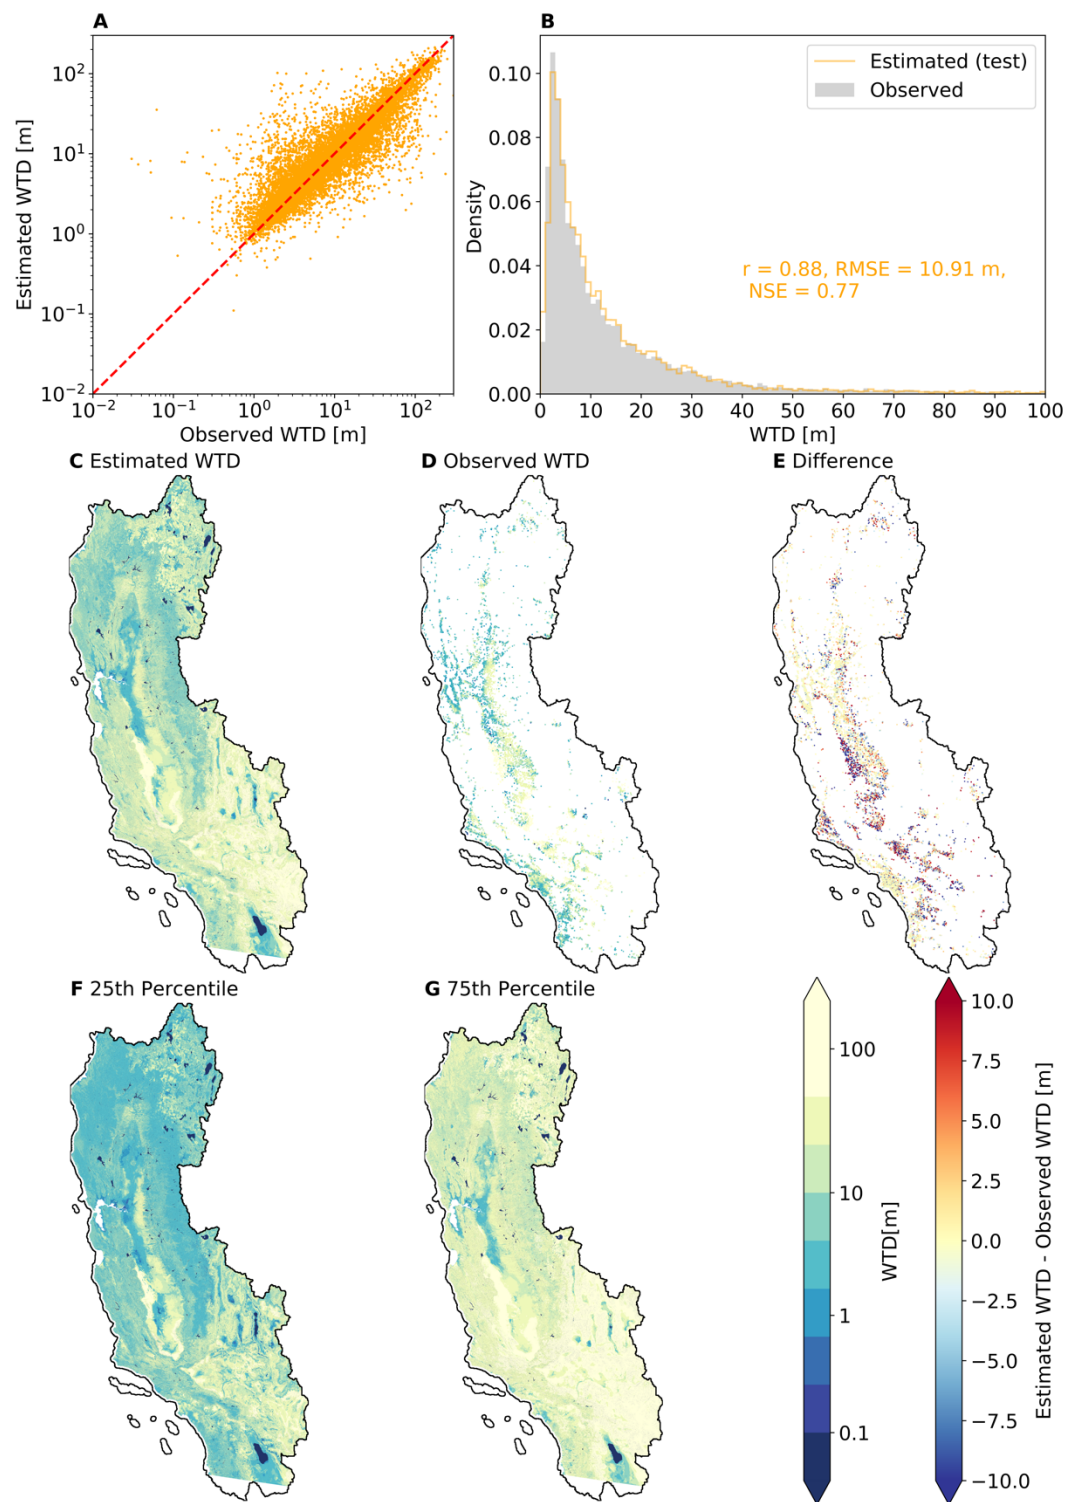 A
B
10²
10¹
10⁰
10⁻¹
10⁻²
Estimated WTD [m]
10⁻² 10⁻¹ 10⁰ 10¹ 10²
Observed WTD [m]
0.10
0.08
0.06
0.04
0.02
0.00
Density
Estimated (test)
Observed
r = 0.88, RMSE = 10.91 m,
NSE = 0.77
0 10 20 30 40 50 60 70 80 90 100
WTD [m]
C Estimated WTD
D Observed WTD
E Difference
F 25th Percentile
G 75th Percentile
100
10
1
0.1
WTD[m]
10.0
7.5
5.0
2.5
0.0
−2.5
−5.0
−7.5
−10.0
Estimated WTD - Observed WTD [m]